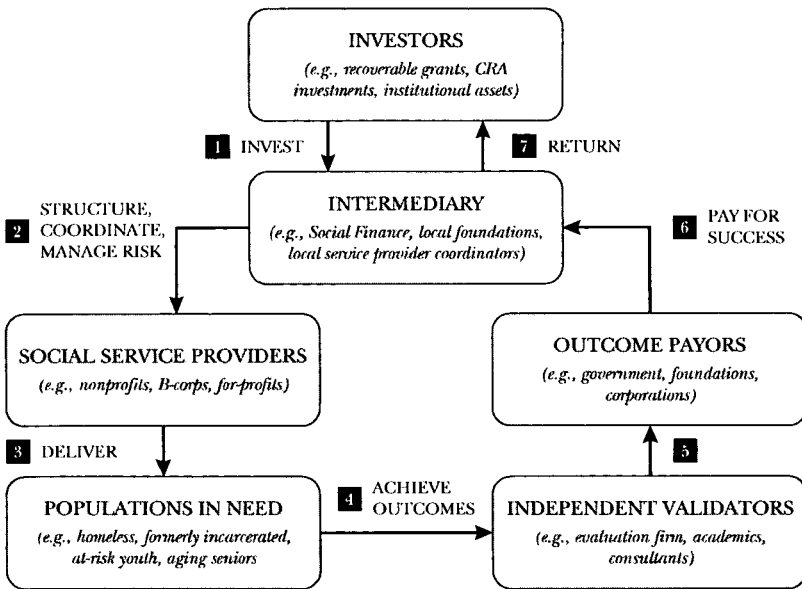 INVESTORS
(e.g., recoverable grants, CRA
investments, institutional assets)
1 INVEST
7 RETURN
INTERMEDIARY
(e.g., Social Finance, local foundations,
local service provider coordinators)
2 STRUCTURE,
COORDINATE,
MANAGE RISK
6 PAY FOR
SUCCESS
SOCIAL SERVICE PROVIDERS
(e.g., nonprofits, B-corps, for-profits)
OUTCOME PAYORS
(e.g., government, foundations,
corporations)
3 DELIVER
5
POPULATIONS IN NEED
(e.g., homeless, formerly incarcerated,
at-risk youth, aging seniors
4 ACHIEVE
OUTCOMES
INDEPENDENT VALIDATORS
(e.g., evaluation firm, academics,
consultants)